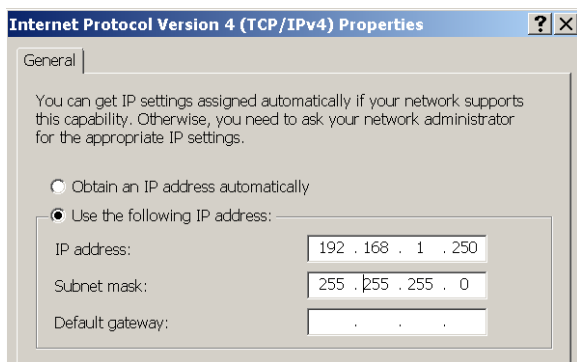 Internet Protocol Version 4 (TCP/IPv4) Properties ? X
General
You can get IP settings assigned automatically if your network supports
this capability. Otherwise, you need to ask your network administrator
for the appropriate IP settings.
Obtain an IP address automatically
Use the following IP address:
IP address: 192 . 168 . 1 . 250
Subnet mask: 255 . 255 . 255 . 0
Default gateway: . . .